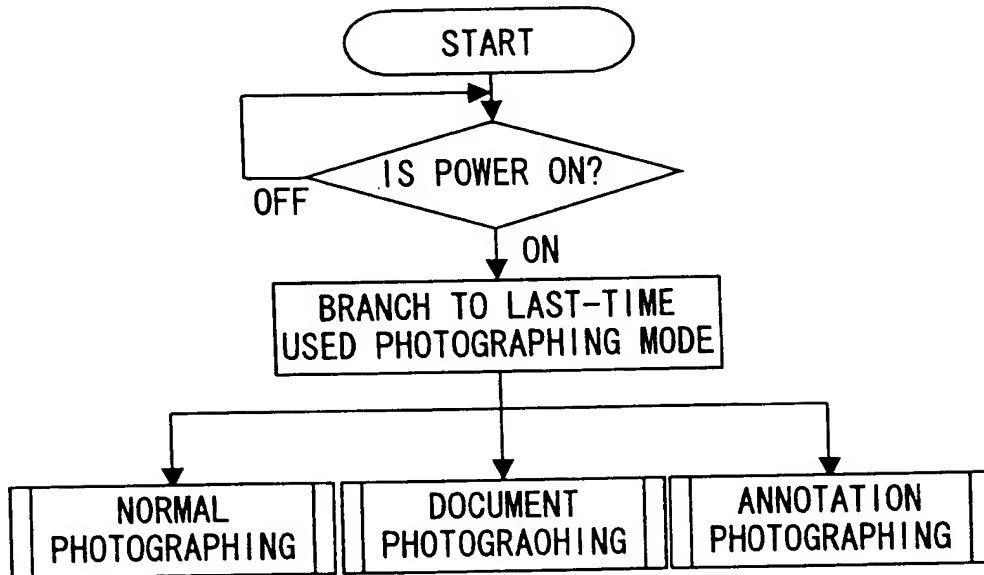 START
IS POWER ON?
OFF
ON
BRANCH TO LAST-TIME
USED PHOTOGRAPHING MODE
NORMAL
PHOTOGRAPHING
DOCUMENT
PHOTOGRAOHING
ANNOTATION
PHOTOGRAPHING